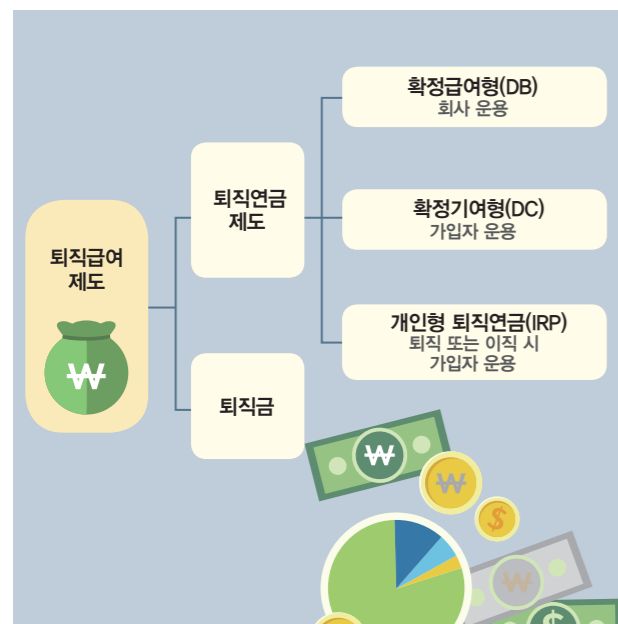 퇴직급여
제도
₩
퇴직연금
제도
퇴직금
확정급여형(DB)
회사 운용
확정기여형(DC)
가입자 운용
개인형 퇴직연금(IRP)
퇴직 또는 이직 시
가입자 운용
₩
₩
$
₩
$